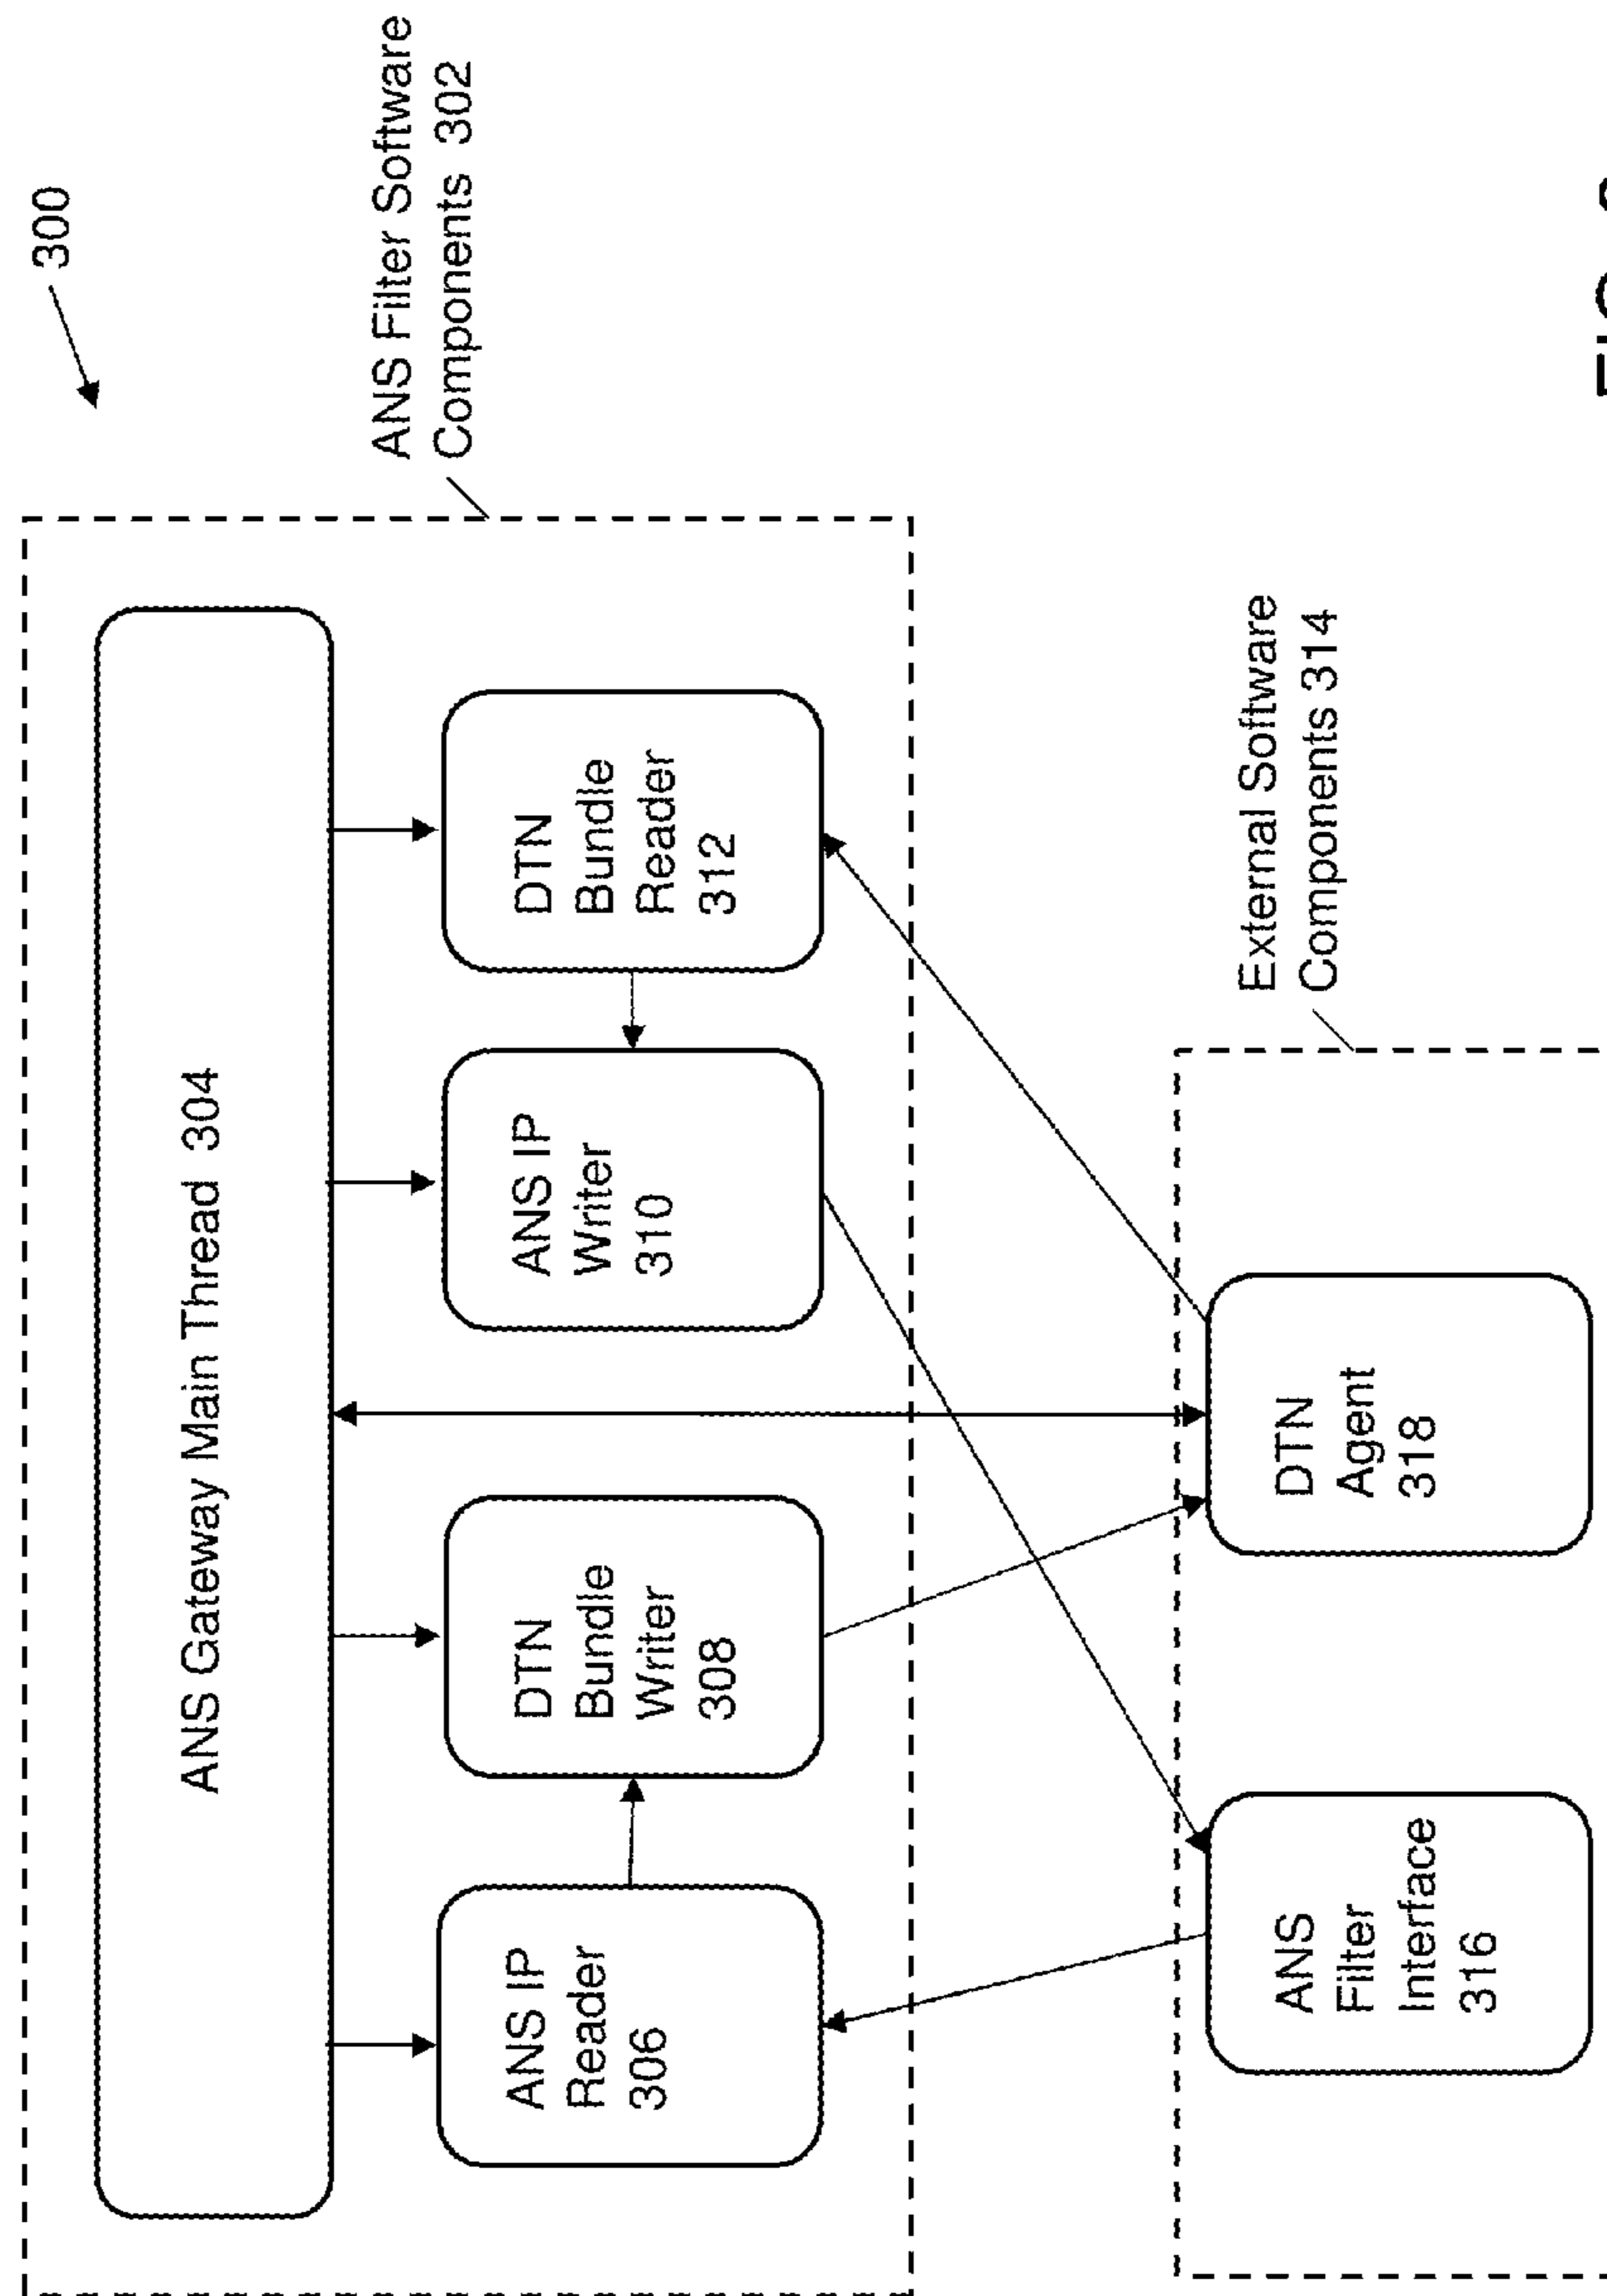 300
ANS Filter Software
Components 302
ANS Gateway Main Thread 304
ANS IP
Reader
306
DTN
Bundle
Writer
308
ANS IP
Writer
310
DTN
Bundle
Reader
312
External Software
Components 314
ANS
Filter
Interface
316
DTN
Agent
318